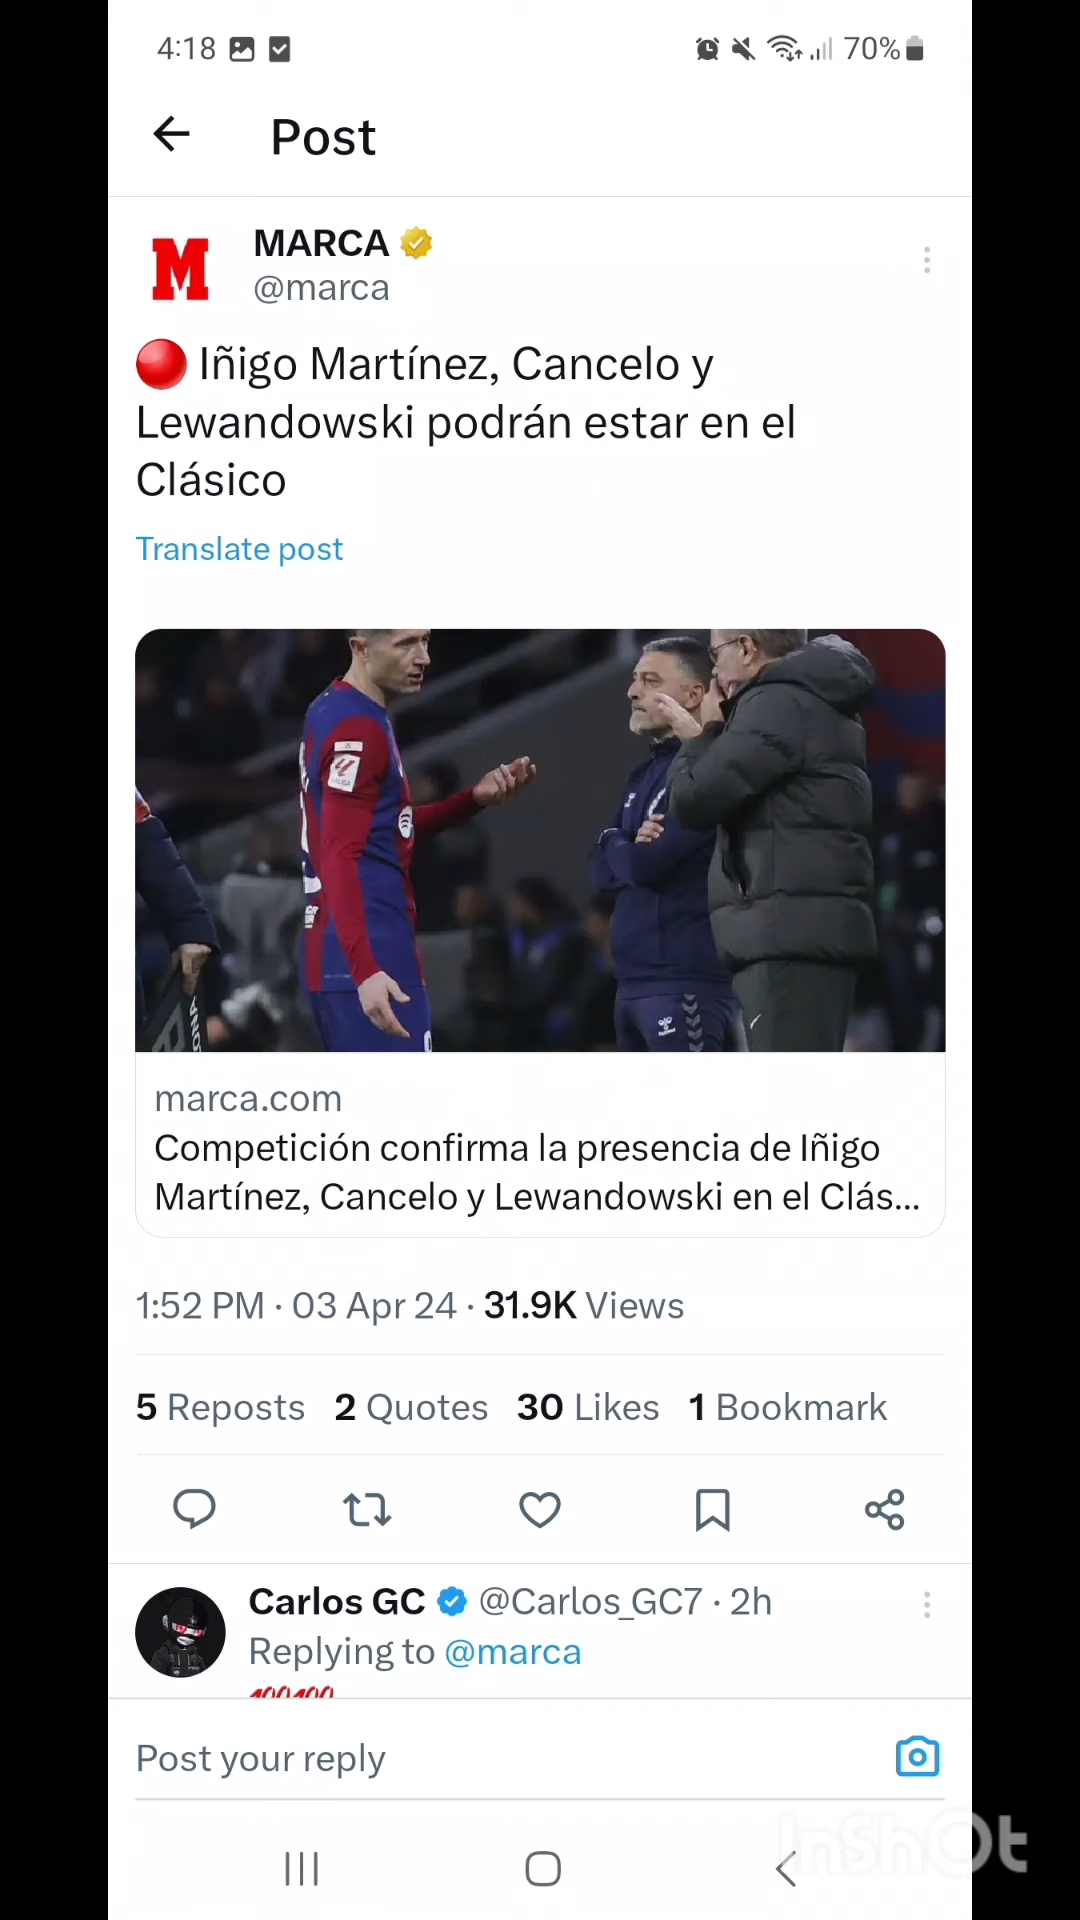 4:18
70%
Post
M
MARCA
@marca
Iñigo Martínez, Cancelo y
Lewandowski podrán estar en el
Clásico
Translate post
marca.com
Competición confirma la presencia de Iñigo
Martínez, Cancelo y Lewandowski en el Clás...
1:52 PM · 03 Apr 24 · 31.9K Views
5 Reposts 2 Quotes 30 Likes 1 Bookmark
Carlos GC @Carlos_GC7 · 2h
Replying to @marca
Post your reply
InShOt